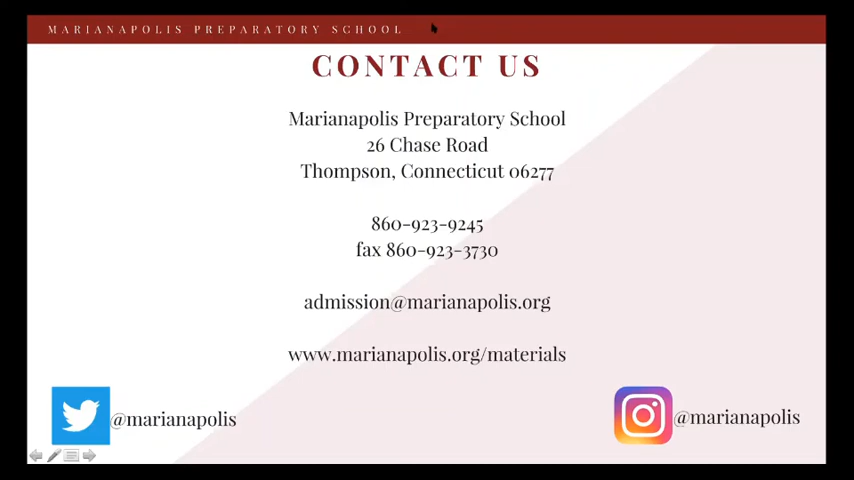 MARIANAPOLIS PREPARATORY SCHOOL
CONTACT US
Marianapolis Preparatory School
26 Chase Road
Thompson, Connecticut 06277
860-923-9245
fax 860-923-3730
admission@marianapolis.org
www.marianapolis.org/materials
@marianapolis
@marianapolis